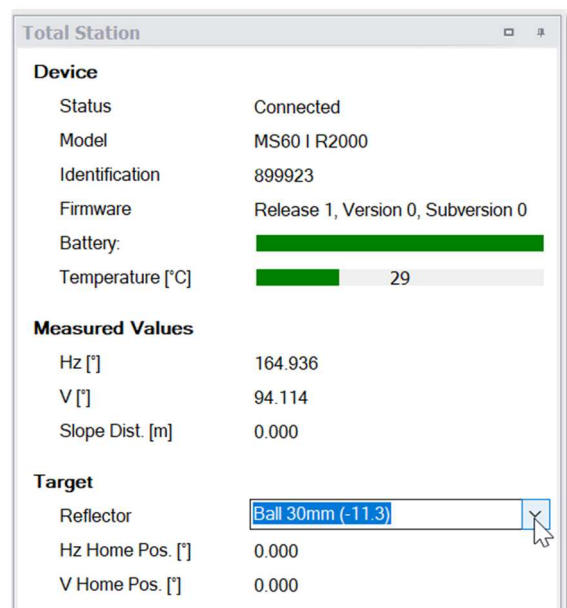 Total Station
Device
Status Connected
Model MS60 I R2000
Identification 899923
Firmware Release 1, Version 0, Subversion 0
Battery:
Temperature [°C] 29
Measured Values
Hz [°] 164.936
V [°] 94.114
Slope Dist. [m] 0.000
Target
Reflector Ball 30mm (-11.3)
Hz Home Pos. [°] 0.000
V Home Pos. [°] 0.000